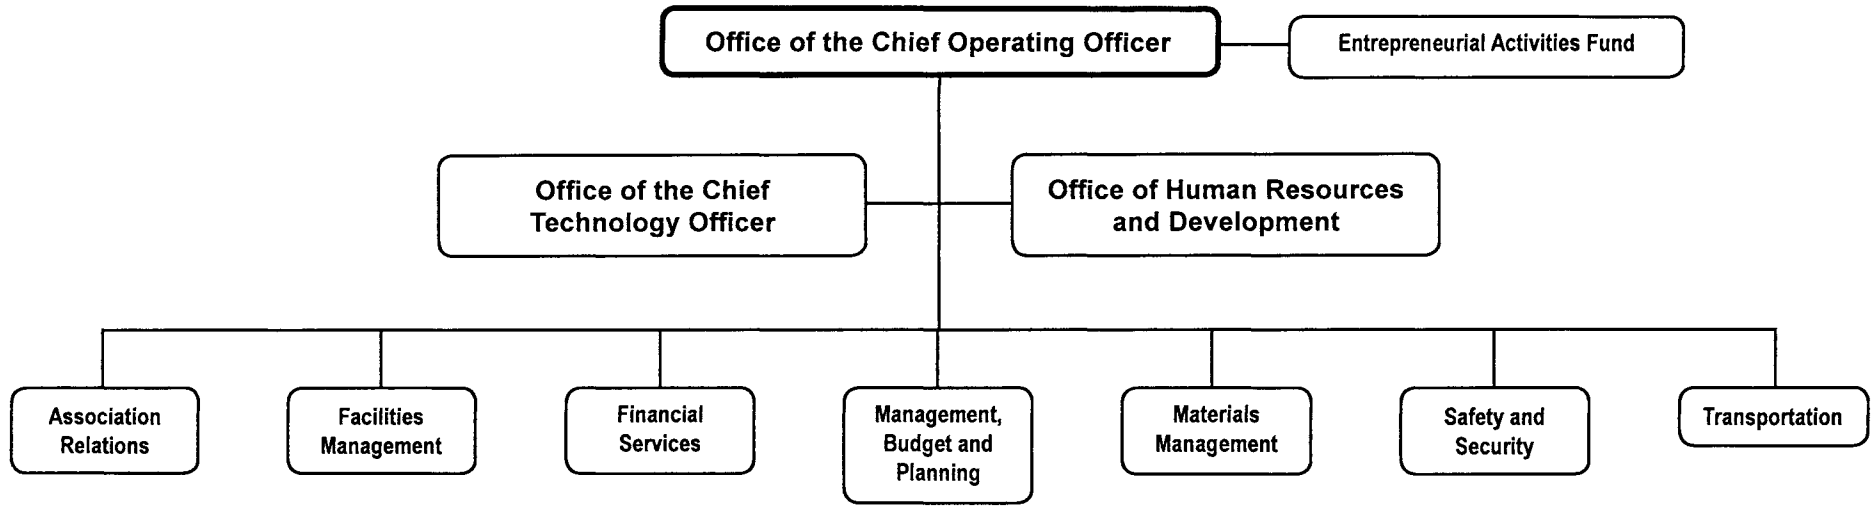 Office of the Chief Operating Officer
Entrepreneurial Activities Fund
Office of the Chief
Technology Officer
Office of Human Resources
and Development
Association
Relations
Facilities
Management
Financial
Services
Management,
Budget and
Planning
Materials
Management
Safety and
Security
Transportation